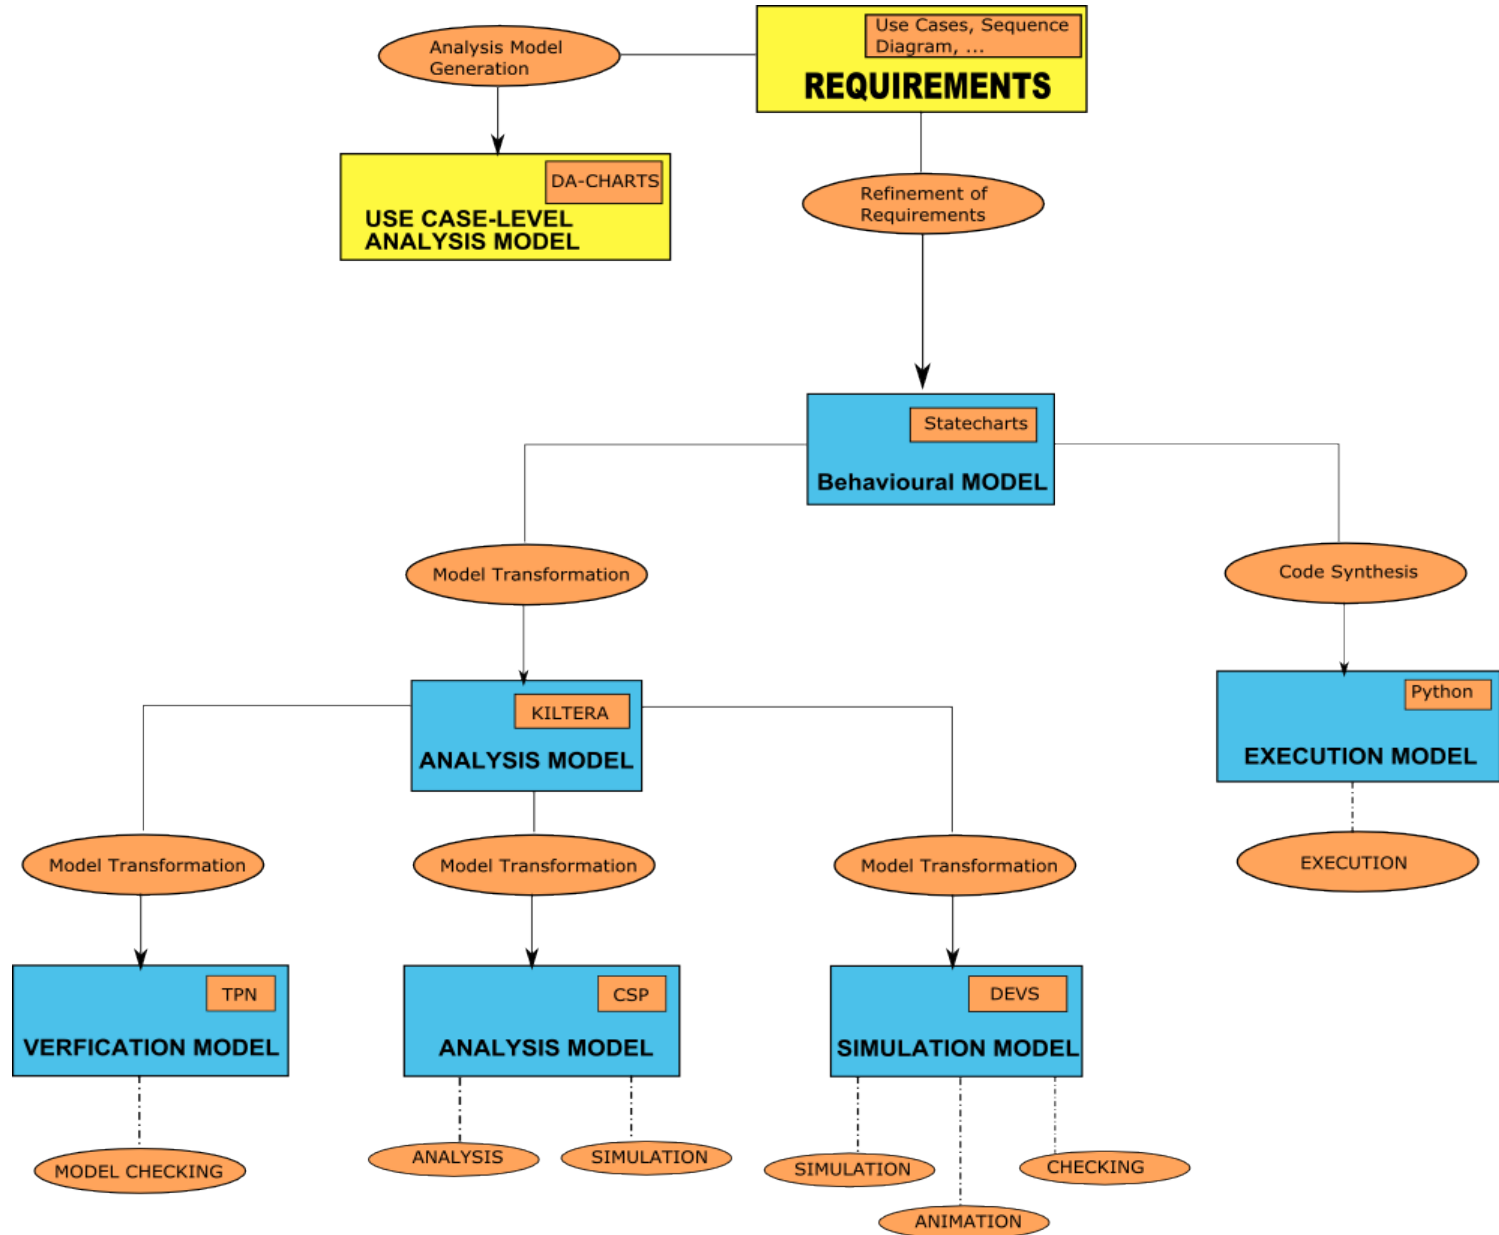 Use Cases, Sequence
Diagram, ...
REQUIREMENTS
Analysis Model
Generation
DA-CHARTS
USE CASE-LEVEL
ANALYSIS MODEL
Refinement of
Requirements
Statecharts
Behavioural MODEL
Model Transformation
Code Synthesis
KILTERA
ANALYSIS MODEL
Python
EXECUTION MODEL
Model Transformation
Model Transformation
Model Transformation
EXECUTION
TPN
VERFICATION MODEL
CSP
ANALYSIS MODEL
DEVS
SIMULATION MODEL
MODEL CHECKING
ANALYSIS
SIMULATION
SIMULATION
CHECKING
ANIMATION